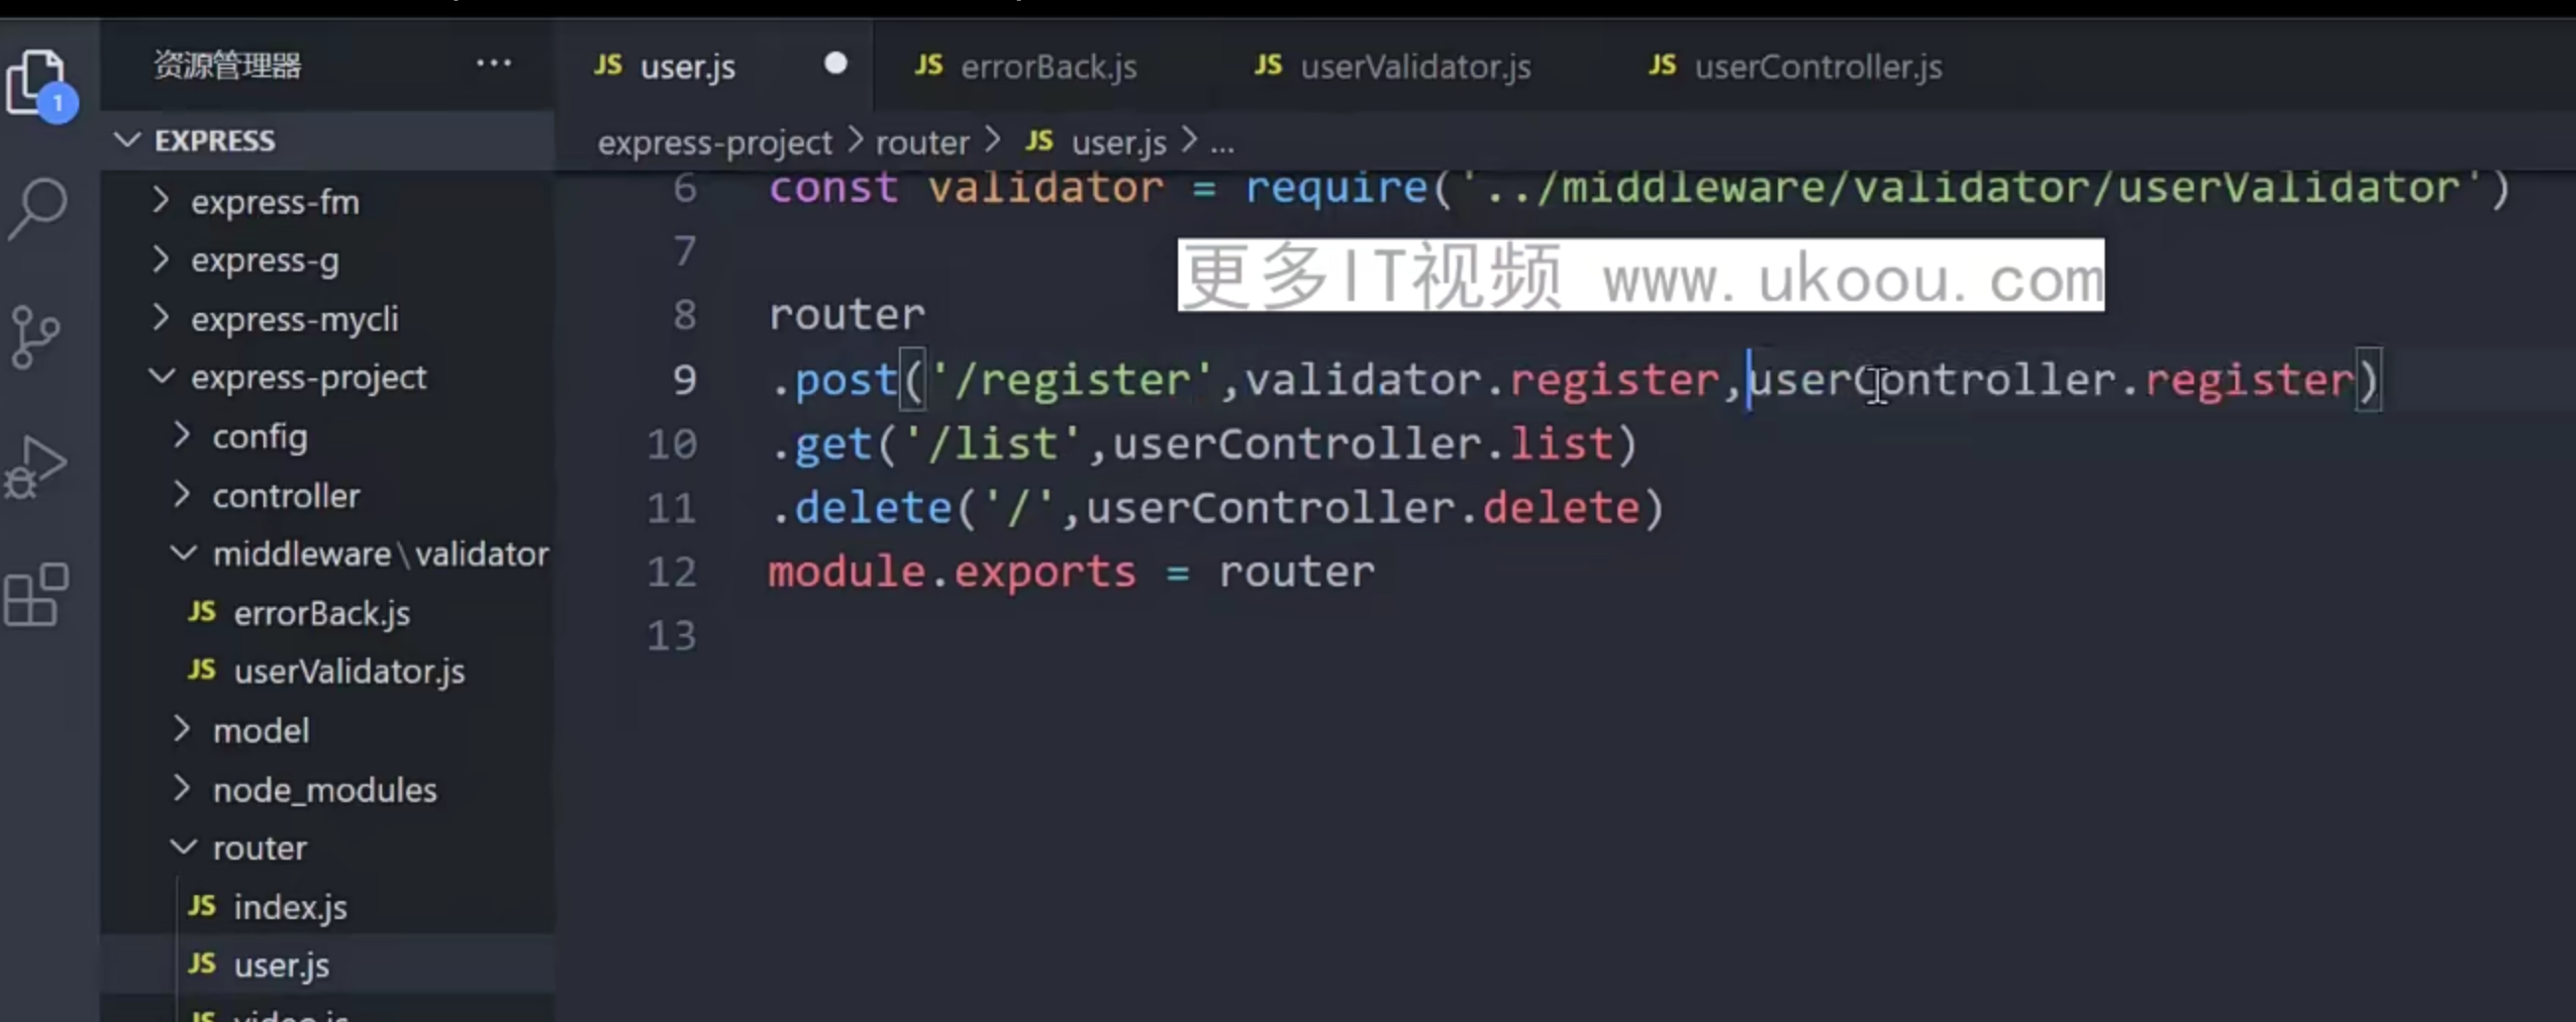 资源管理器 ...
JS user.js
JS errorBack.js
JS userValidator.js
JS userController.js
1
EXPRESS
express-project > router > JS user.js > ...
express-fm
express-g
express-mycli
express-project
config
controller
middleware\validator
JS errorBack.js
JS userValidator.js
model
node_modules
router
JS index.js
JS user.js
JS video.js
6 const validator = require('../middleware/validator/userValidator')
7
更多IT视频 www.ukoou.com
8 router
9 .post('/register',validator.register,userController.register)
10 .get('/list',userController.list)
11 .delete('/',userController.delete)
12 module.exports = router
13